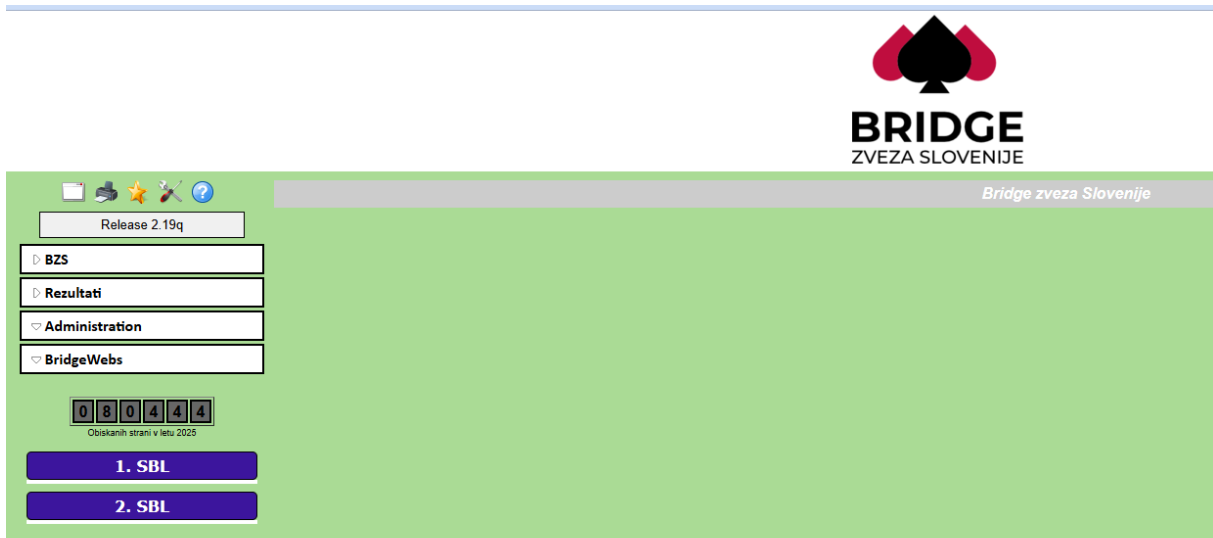 BRIDGE
ZVEZA SLOVENIJE
Bridge zveza Slovenije
Release 2.19q
BZS
Rezultati
Administration
BridgeWebs
080444
Obiskanih strani v letu 2025
1. SBL
2. SBL